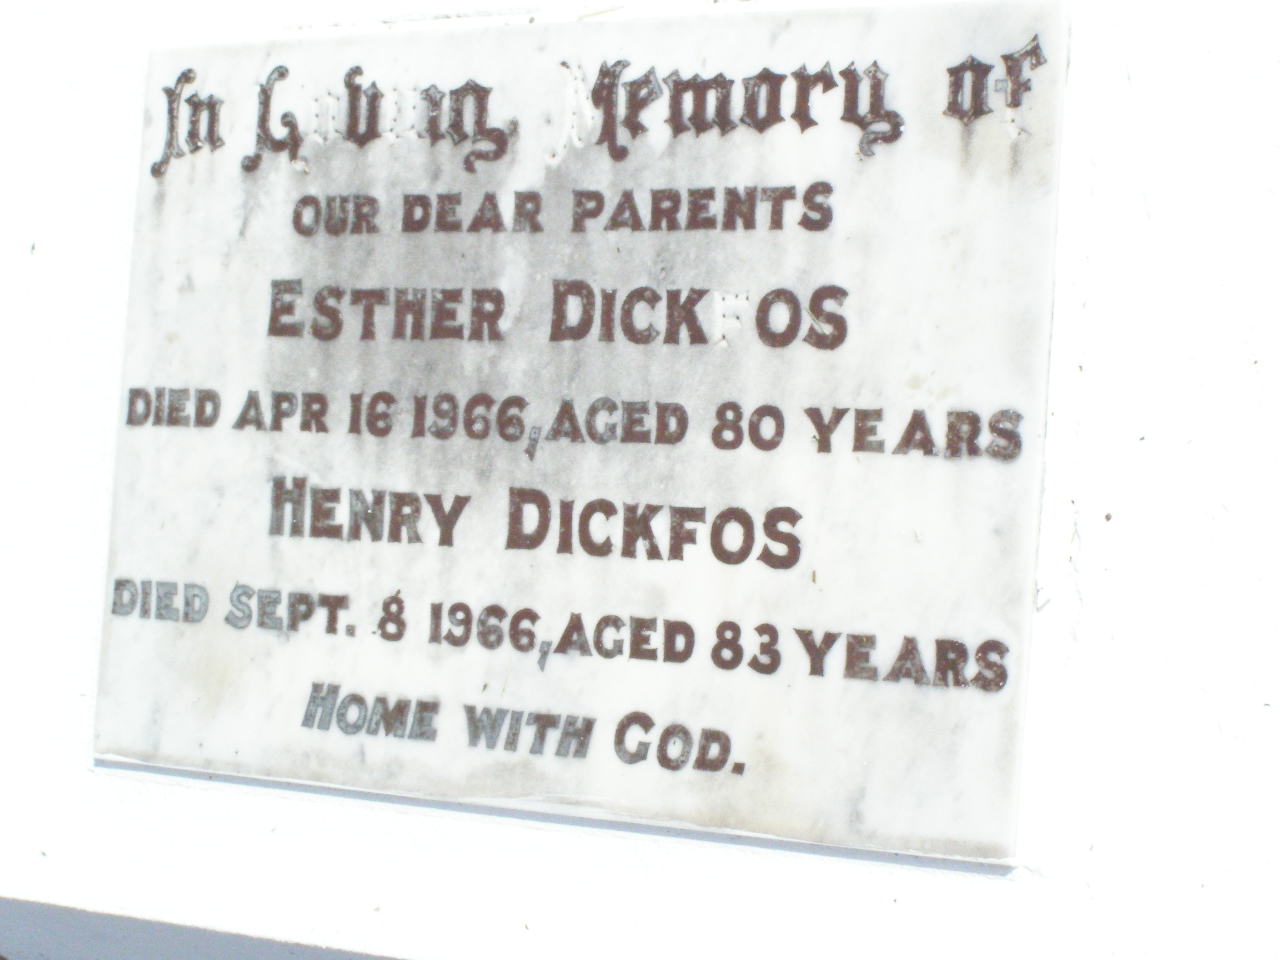 In Loving Memory of
OUR DEAR PARENTS
ESTHER DICKFOS
DIED APR 16 1966, AGED 80 YEARS
HENRY DICKFOS
DIED SEPT. 8 1966, AGED 83 YEARS
HOME WITH GOD.